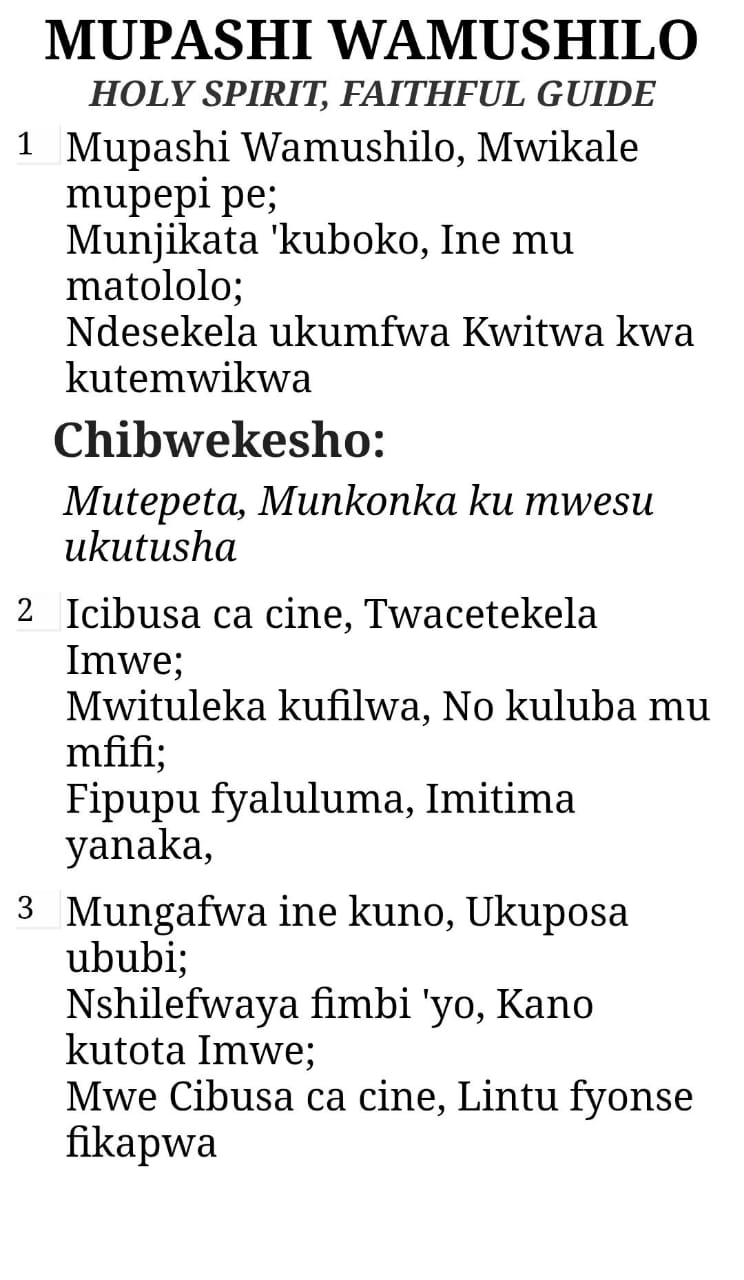 MUPASHI WAMUSHILO
HOLY SPIRIT, FAITHFUL GUIDE
1 Mupashi Wamushilo, Mwikale
mupepi pe;
Munjikata 'kuboko, Ine mu
matololo;
Ndesekela ukumfwa Kwitwa kwa
kutemwikwa
Chibwekesho:
Mutepeta, Munkonka ku mwesu
ukutusha
2 Icibusa ca cine, Twacetekela
Imwe;
Mwituleka kufilwa, No kuluba mu
mfifi;
Fipupu fyaluluma, Imitima
yanaka,
3 Mungafwa ine kuno, Ukuposa
ububi;
Nshilefwaya fimbi 'yo, Kano
kutota Imwe;
Mwe Cibusa ca cine, Lintu fyonse
fikapwa